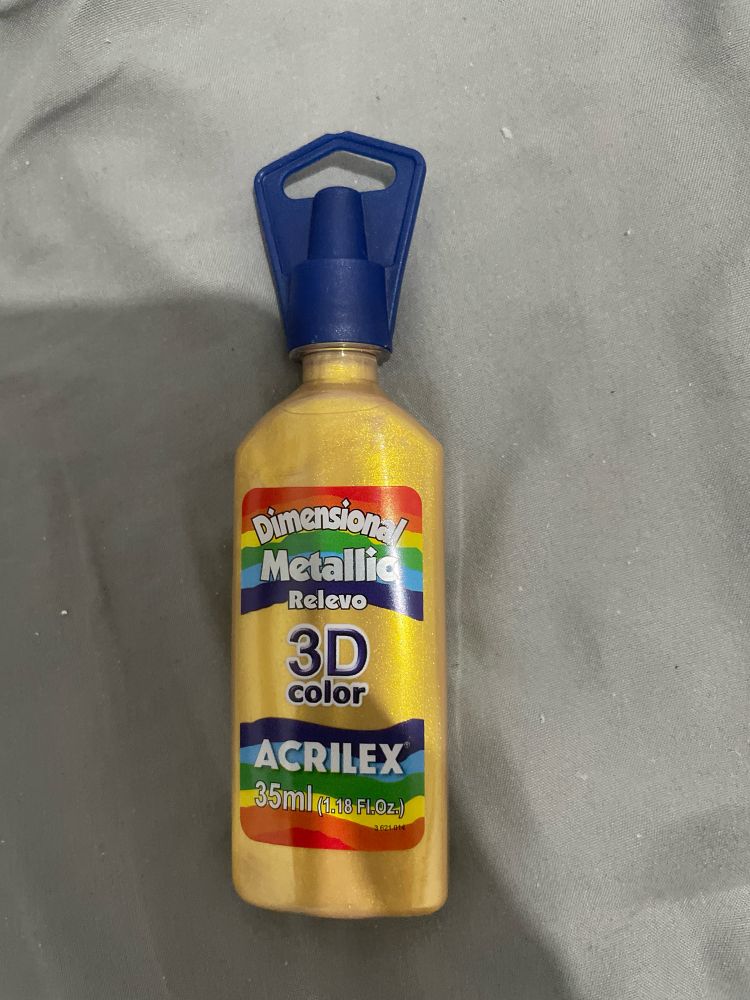 Dimensional
Metallic
Relevo
3D
color
ACRILEX®
35ml (1.18 Fl.Oz.)